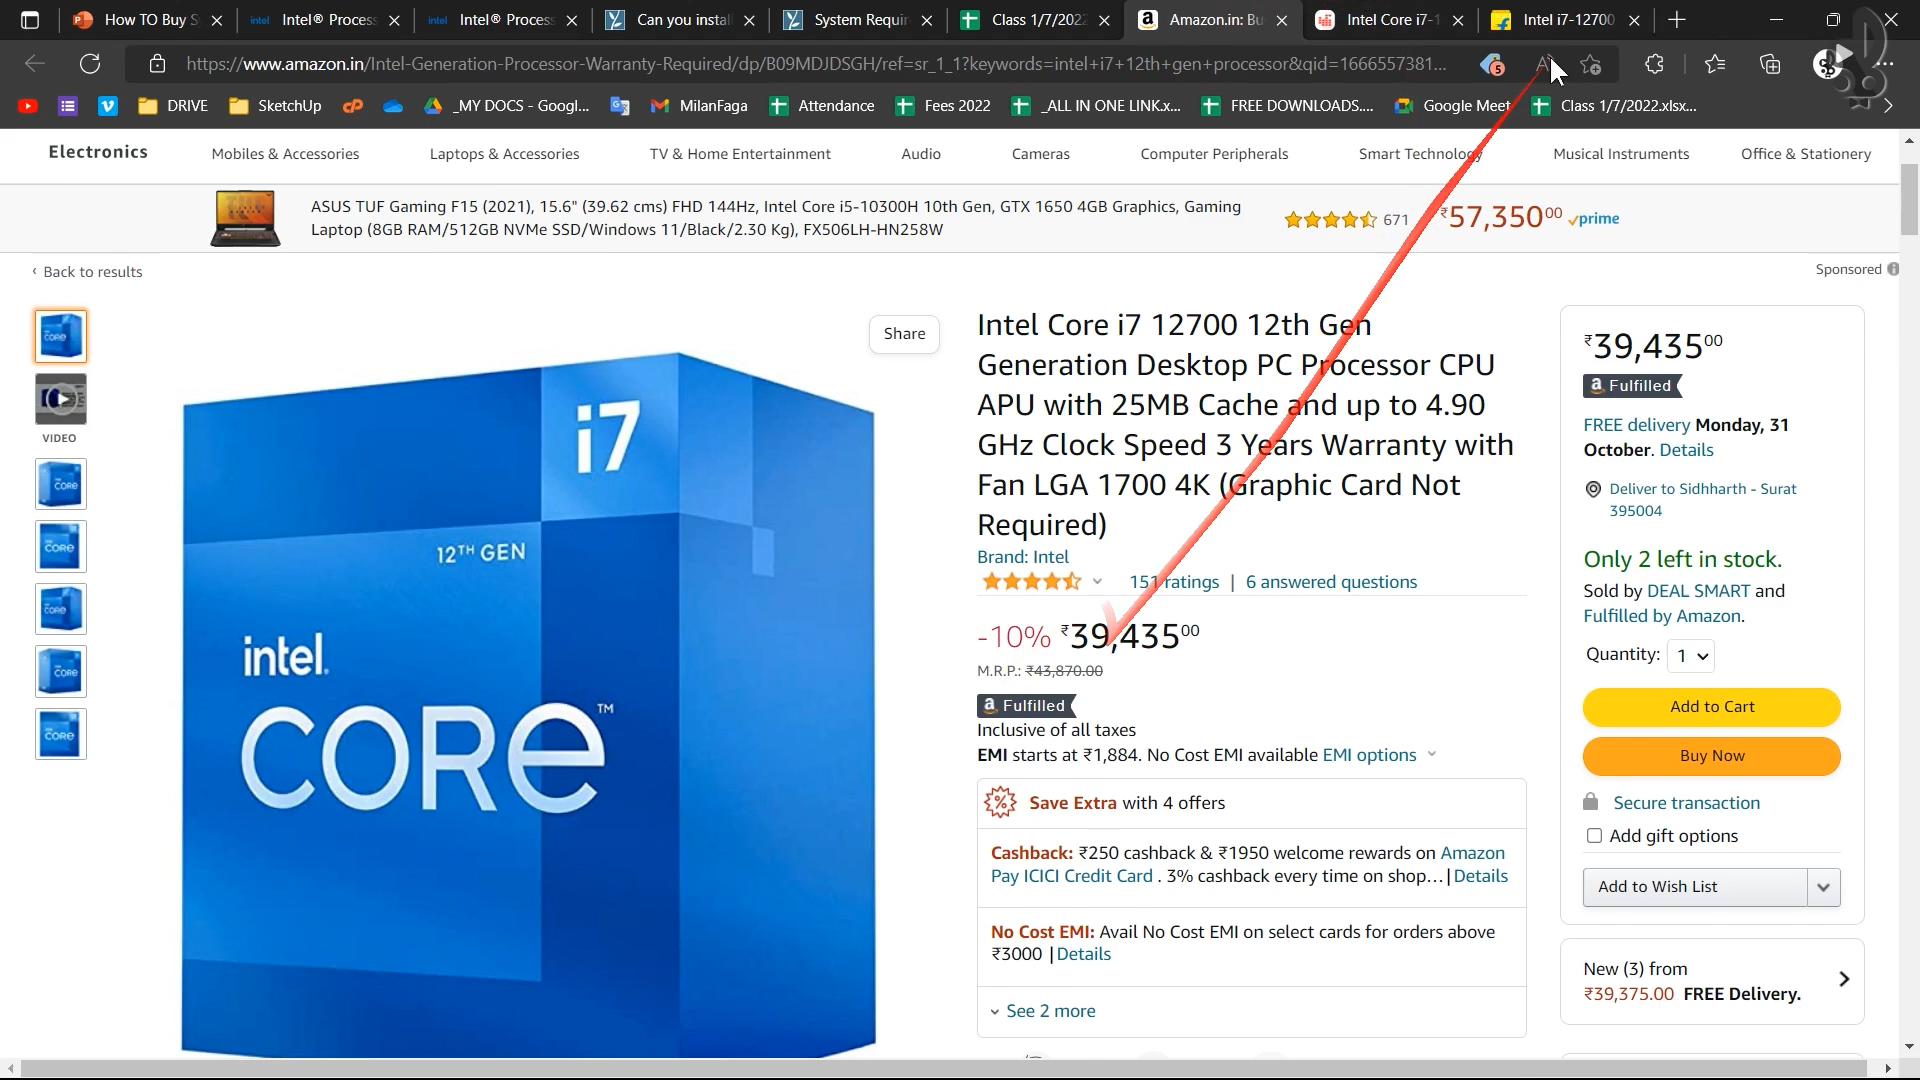 How TO Buy S
Intel® Process
Intel® Process
Can you instal
System Requir
Class 1/7/2022
Amazon.in: Bu
Intel Core i7-1
Intel i7-12700
https://www.amazon.in/Intel-Generation-Processor-Warranty-Required/dp/B09MDJDSGH/ref=sr_1_1?keywords=intel+i7+12th+gen+processor&qid=1666557381...
5
DRIVE
SketchUp
_MY DOCS - Googl...
MilanFaga
Attendance
Fees 2022
_ALL IN ONE LINK.x...
FREE DOWNLOADS....
Google Meet
Class 1/7/2022.xlsx...
Electronics
Mobiles & Accessories
Laptops & Accessories
TV & Home Entertainment
Audio
Cameras
Computer Peripherals
Smart Technology
Musical Instruments
Office & Stationery
ASUS TUF Gaming F15 (2021), 15.6" (39.62 cms) FHD 144Hz, Intel Core i5-10300H 10th Gen, GTX 1650 4GB Graphics, Gaming
Laptop (8GB RAM/512GB NVMe SSD/Windows 11/Black/2.30 Kg), FX506LH-HN258W
671
₹57,350⁰⁰ prime
‹ Back to results
Sponsored
VIDEO
Share
i7
12TH GEN
intel.
CORE™
Intel Core i7 12700 12th Gen
Generation Desktop PC Processor CPU
APU with 25MB Cache and up to 4.90
GHz Clock Speed 3 Years Warranty with
Fan LGA 1700 4K (Graphic Card Not
Required)
Brand: Intel
151 ratings | 6 answered questions
-10% ₹39,435⁰⁰
M.R.P.: ₹43,870.00
a Fulfilled
Inclusive of all taxes
EMI starts at ₹1,884. No Cost EMI available EMI options
Save Extra with 4 offers
Cashback: ₹250 cashback & ₹1950 welcome rewards on Amazon
Pay ICICI Credit Card . 3% cashback every time on shop...| Details
No Cost EMI: Avail No Cost EMI on select cards for orders above
₹3000 | Details
See 2 more
₹39,435⁰⁰
a Fulfilled
FREE delivery Monday, 31
October. Details
Deliver to Sidhharth - Surat
395004
Only 2 left in stock.
Sold by DEAL SMART and
Fulfilled by Amazon.
Quantity: 1
Add to Cart
Buy Now
Secure transaction
Add gift options
Add to Wish List
New (3) from
₹39,375.00 FREE Delivery.